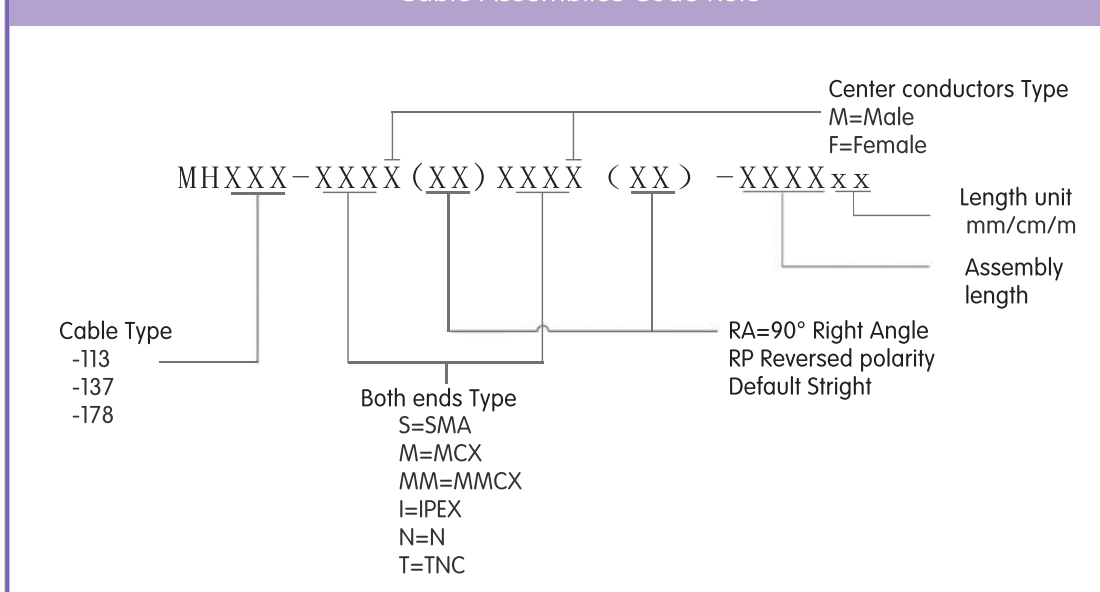 Center conductors Type
M=Male
F=Female
MHXXX-XXXX(XX)XXXX (XX) -XXXXxx
Length unit
mm/cm/m
Assembly
length
Cable Type
-113
-137
-178
RA=90° Right Angle
RP Reversed polarity
Default Stright
Both ends Type
S=SMA
M=MCX
MM=MMCX
I=IPEX
N=N
T=TNC